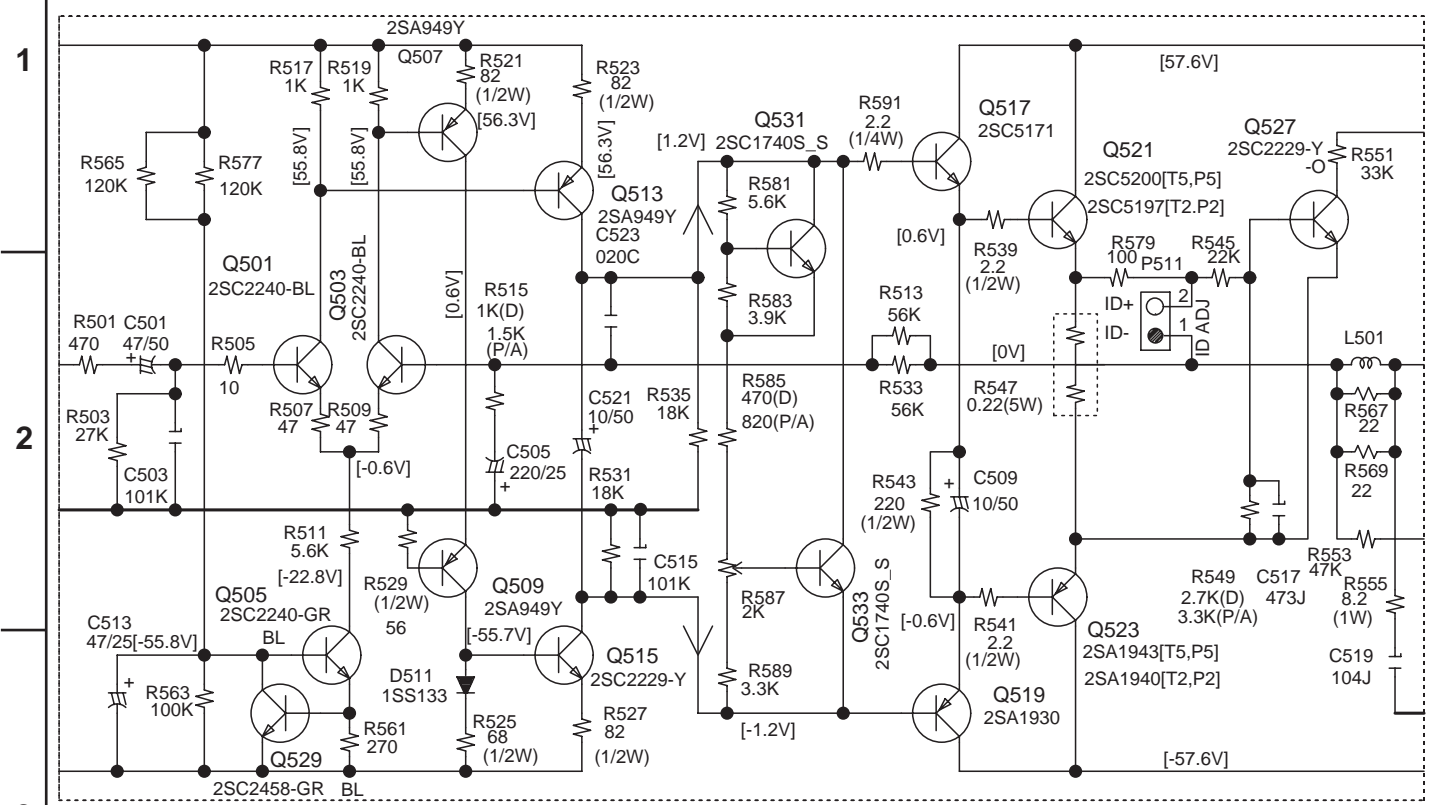 1
2SA949Y
Q507
R517
1K
R519
1K
R521
82
(1/2W)
R523
82
(1/2W)
[57.6V]
[56.3V]
[55.8V]
[55.8V]
[56.3V]
R565
120K
R577
120K
Q513
2SA949Y
C523
020C
[1.2V]
Q531
2SC1740S_S
R591
2.2
(1/4W)
Q517
2SC5171
Q521
2SC5200[T5,P5]
2SC5197[T2.P2]
Q527
2SC2229-Y
-O
R551
33K
R581
5.6K
R583
3.9K
[0.6V]
R539
2.2
(1/2W)
R579
100
P511
R545
22K
ID+
ID-
2
1
ID ADJ
Q501
2SC2240-BL
Q503
2SC2240-BL
[0.6V]
R515
1K(D)
1.5K
(P/A)
R513
56K
R533
56K
[0V]
R547
0.22(5W)
L501
R567
22
R569
22
2
R501
470
C501
47/50
+
R505
10
R503
27K
C503
101K
R507
47
R509
47
[-0.6V]
C505
220/25
+
C521
10/50
+
R535
18K
R585
470(D)
820(P/A)
R531
18K
R543
220
(1/2W)
+
C509
10/50
R511
5.6K
[-22.8V]
R529
(1/2W)
56
Q509
2SA949Y
C515
101K
R587
2K
Q533
2SC1740S_S
[-0.6V]
R541
2.2
(1/2W)
Q523
2SA1943[T5,P5]
2SA1940[T2,P2]
R549
2.7K(D)
3.3K(P/A)
C517
473J
R553
47K
R555
8.2
(1W)
C519
104J
Q505
2SC2240-GR
BL
C513
47/25
[-55.8V]
+
R563
100K
Q529
2SC2458-GR
BL
R561
270
D511
1SS133
[-55.7V]
Q515
2SC2229-Y
R525
68
(1/2W)
R527
82
(1/2W)
R589
3.3K
[-1.2V]
Q519
2SA1930
[-57.6V]